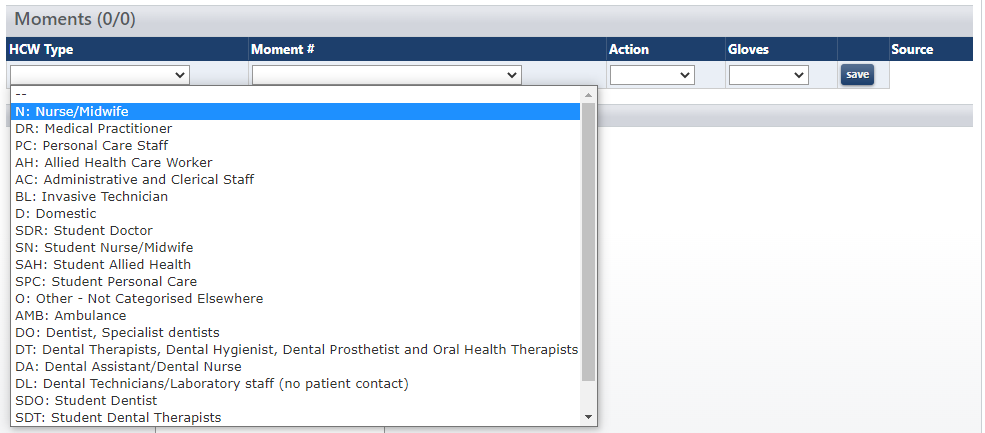 Moments (0/0)
HCW Type Moment # Action Gloves Source
save
--
N: Nurse/Midwife
DR: Medical Practitioner
PC: Personal Care Staff
AH: Allied Health Care Worker
AC: Administrative and Clerical Staff
BL: Invasive Technician
D: Domestic
SDR: Student Doctor
SN: Student Nurse/Midwife
SAH: Student Allied Health
SPC: Student Personal Care
O: Other - Not Categorised Elsewhere
AMB: Ambulance
DO: Dentist, Specialist dentists
DT: Dental Therapists, Dental Hygienist, Dental Prosthetist and Oral Health Therapists
DA: Dental Assistant/Dental Nurse
DL: Dental Technicians/Laboratory staff (no patient contact)
SDO: Student Dentist
SDT: Student Dental Therapists